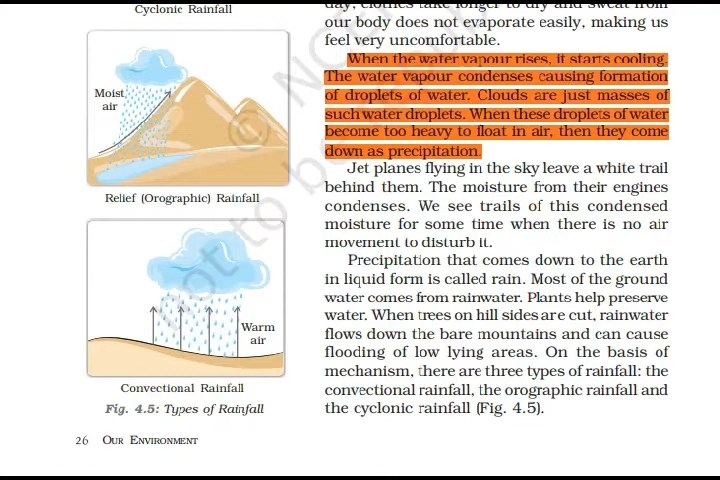 Cyclonic Rainfall
Moist
air
Relief (Orographic) Rainfall
Warm
air
Convectional Rainfall
Fig. 4.5: Types of Rainfall
day, clothes take longer to dry and sweat from
our body does not evaporate easily, making us
feel very uncomfortable.
When the water vapour rises, it starts cooling.
The water vapour condenses causing formation
of droplets of water. Clouds are just masses of
such water droplets. When these droplets of water
become too heavy to float in air, then they come
down as precipitation.
Jet planes flying in the sky leave a white trail
behind them. The moisture from their engines
condenses. We see trails of this condensed
moisture for some time when there is no air
movement to disturb it.
Precipitation that comes down to the earth
in liquid form is called rain. Most of the ground
water comes from rainwater. Plants help preserve
water. When trees on hill sides are cut, rainwater
flows down the bare mountains and can cause
flooding of low lying areas. On the basis of
mechanism, there are three types of rainfall: the
convectional rainfall, the orographic rainfall and
the cyclonic rainfall (Fig. 4.5).
26 OUR ENVIRONMENT
© NCE
not to be